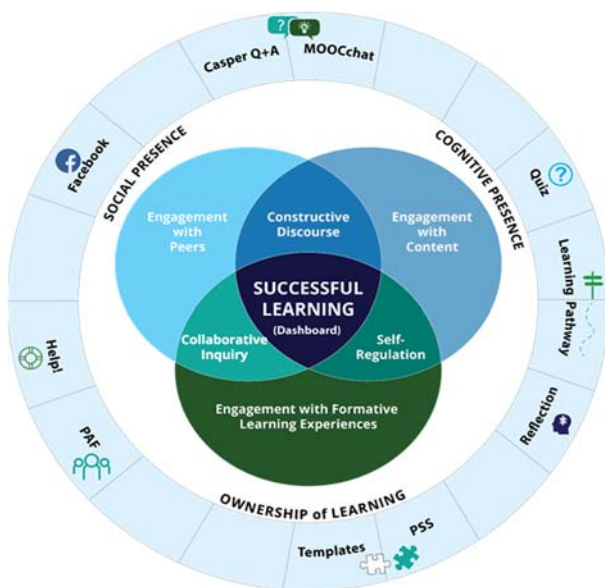 Casper Q+A
?
MOOCchat
Facebook
SOCIAL PRESENCE
COGNITIVE PRESENCE
Quiz
?
Engagement
with
Peers
Constructive
Discourse
Engagement
with
Content
Learning Pathway
SUCCESSFUL
LEARNING
(Dashboard)
Collaborative
Inquiry
Self-
Regulation
Help!
Reflection
Engagement with Formative
Learning Experiences
PAF
OWNERSHIP of LEARNING
Templates
PSS